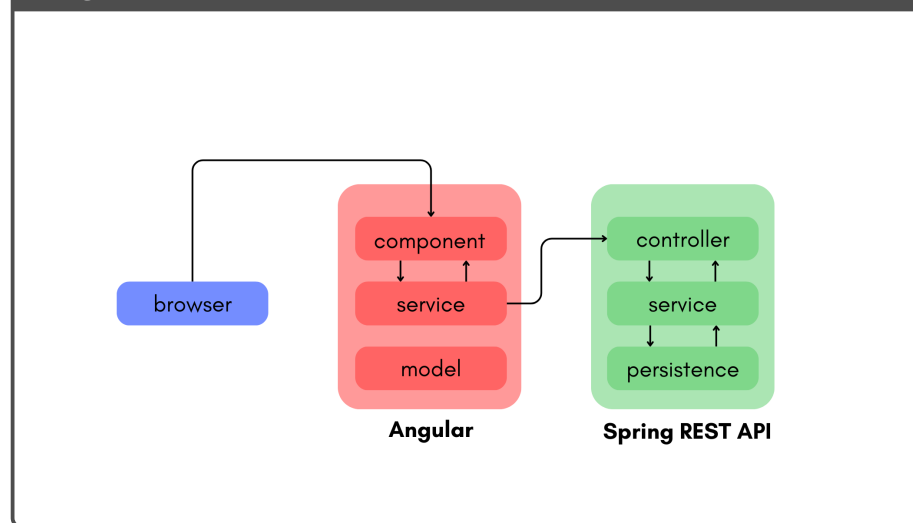 component
controller
browser
service
service
model
persistence
Angular
Spring REST API